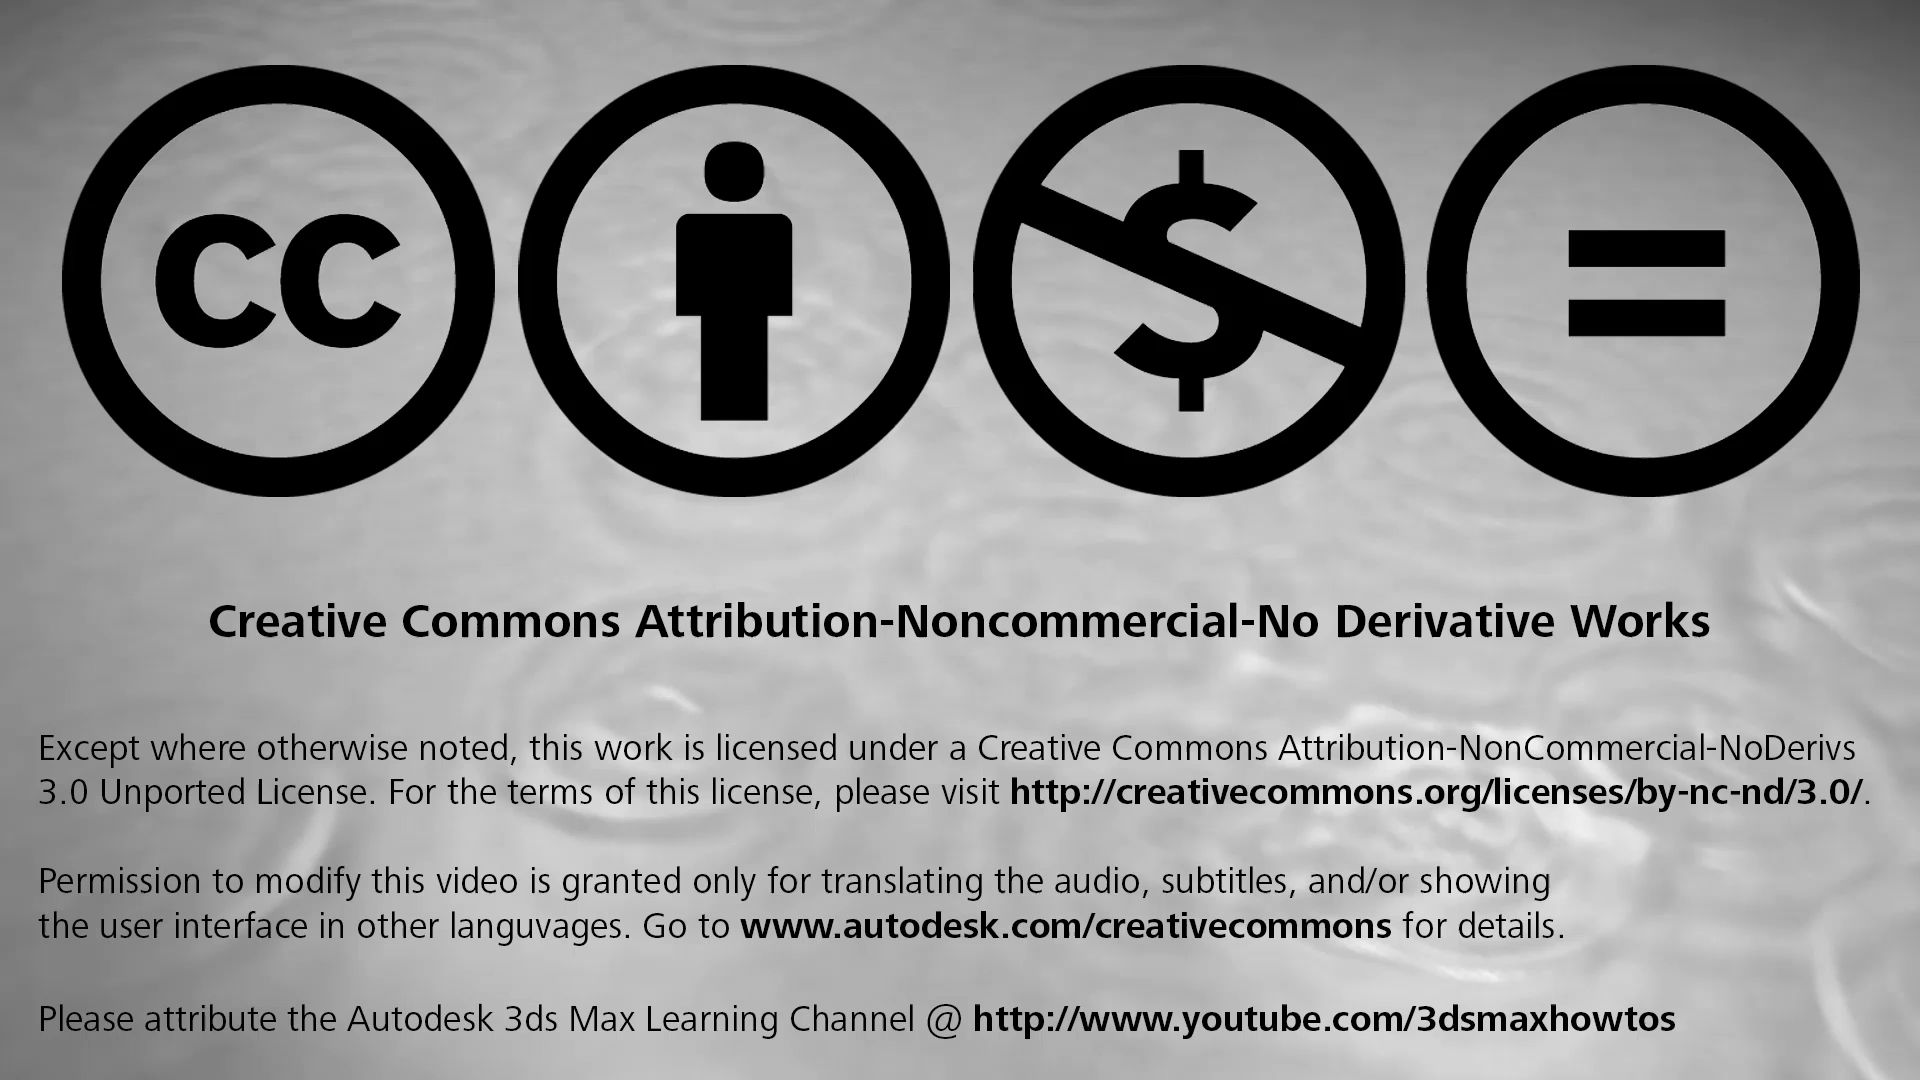 cc
$
=
Creative Commons Attribution-Noncommercial-No Derivative Works
Except where otherwise noted, this work is licensed under a Creative Commons Attribution-NonCommercial-NoDerivs
3.0 Unported License. For the terms of this license, please visit http://creativecommons.org/licenses/by-nc-nd/3.0/.
Permission to modify this video is granted only for translating the audio, subtitles, and/or showing
the user interface in other languvages. Go to www.autodesk.com/creativecommons for details.
Please attribute the Autodesk 3ds Max Learning Channel @ http://www.youtube.com/3dsmaxhowtos